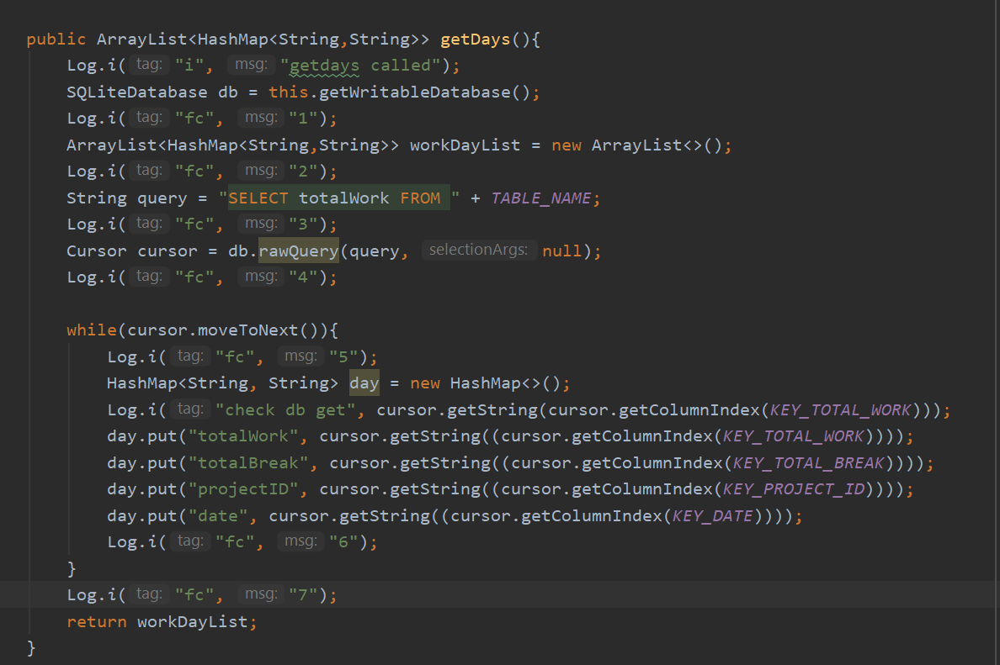 public ArrayList<HashMap<String,String>> getDays(){
Log.i( tag: "i", msg: "getdays called");
SQLiteDatabase db = this.getWritableDatabase();
Log.i( tag: "fc", msg: "1");
ArrayList<HashMap<String,String>> workDayList = new ArrayList<>();
Log.i( tag: "fc", msg: "2");
String query = "SELECT totalWork FROM " + TABLE_NAME;
Log.i( tag: "fc", msg: "3");
Cursor cursor = db.rawQuery(query, selectionArgs: null);
Log.i( tag: "fc", msg: "4");
while(cursor.moveToNext()){
Log.i( tag: "fc", msg: "5");
HashMap<String, String> day = new HashMap<>();
Log.i( tag: "check db get", cursor.getString(cursor.getColumnIndex(KEY_TOTAL_WORK)));
day.put("totalWork", cursor.getString((cursor.getColumnIndex(KEY_TOTAL_WORK))));
day.put("totalBreak", cursor.getString((cursor.getColumnIndex(KEY_TOTAL_BREAK))));
day.put("projectID", cursor.getString((cursor.getColumnIndex(KEY_PROJECT_ID))));
day.put("date", cursor.getString((cursor.getColumnIndex(KEY_DATE))));
Log.i( tag: "fc", msg: "6");
}
Log.i( tag: "fc", msg: "7");
return workDayList;
}